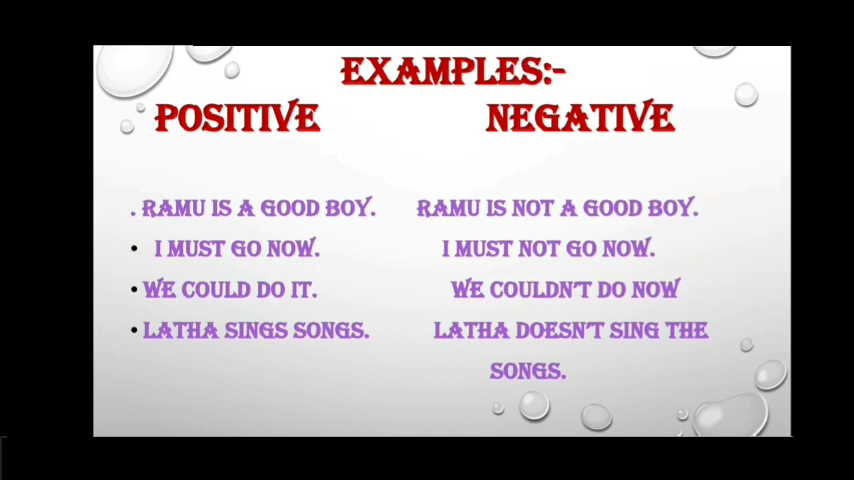 EXAMPLES:-
POSITIVE NEGATIVE
. RAMU IS A GOOD BOY. RAMU IS NOT A GOOD BOY.
• I MUST GO NOW. I MUST NOT GO NOW.
• WE COULD DO IT. WE COULDN'T DO NOW
• LATHA SINGS SONGS. LATHA DOESN'T SING THE
SONGS.